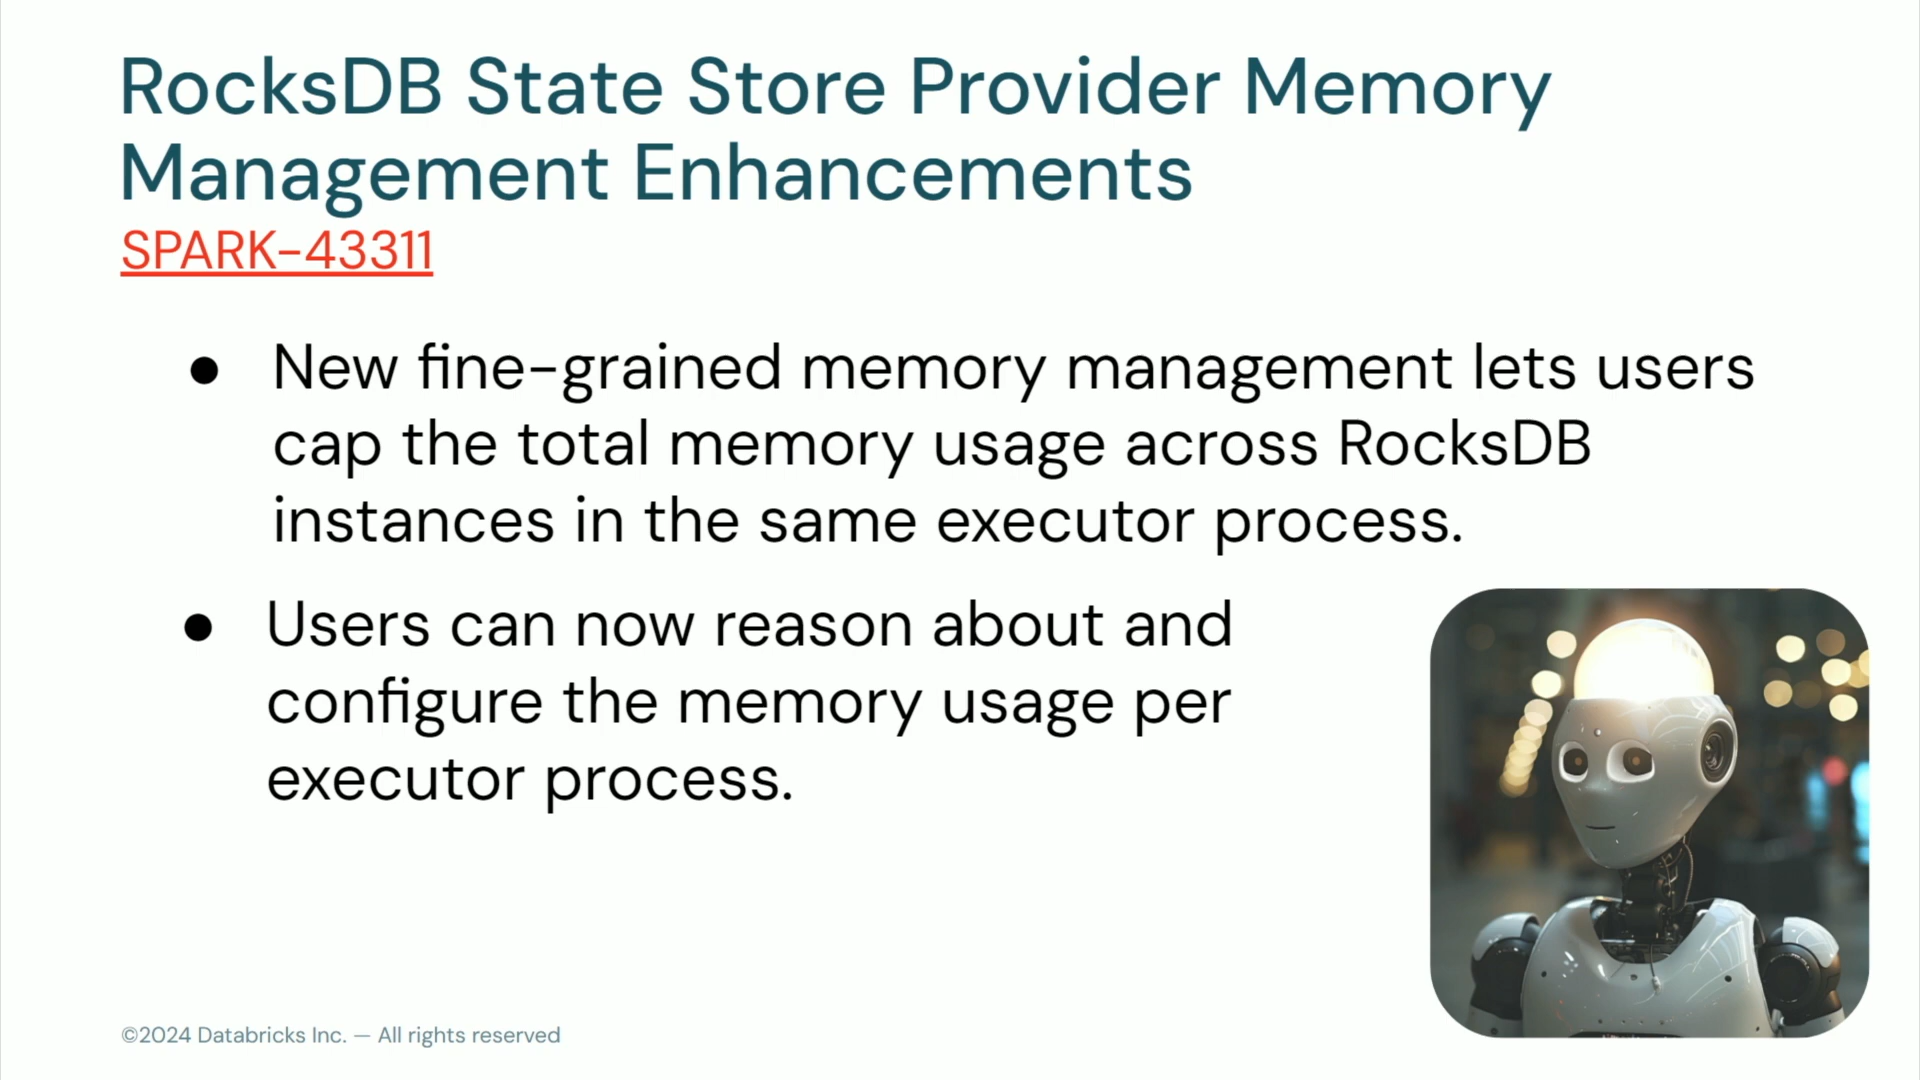 RocksDB State Store Provider Memory
Management Enhancements
SPARK-43311
● New fine-grained memory management lets users
cap the total memory usage across RocksDB
instances in the same executor process.
● Users can now reason about and
configure the memory usage per
executor process.
©2024 Databricks Inc. — All rights reserved